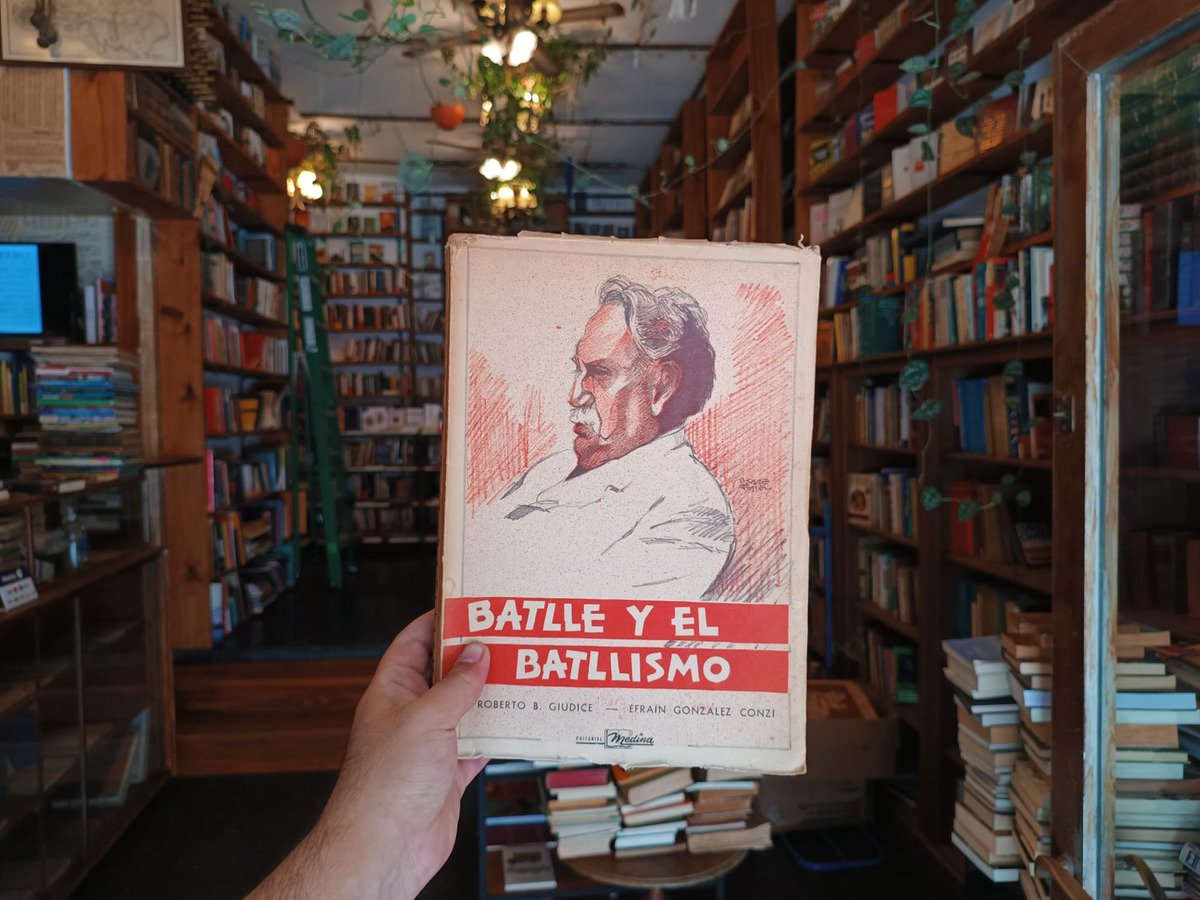 BATLLE Y EL
BATLLISMO
ROBERTO B. GIUDICE — EFRAIN GONZALEZ CONZI
EDITORIAL Medina